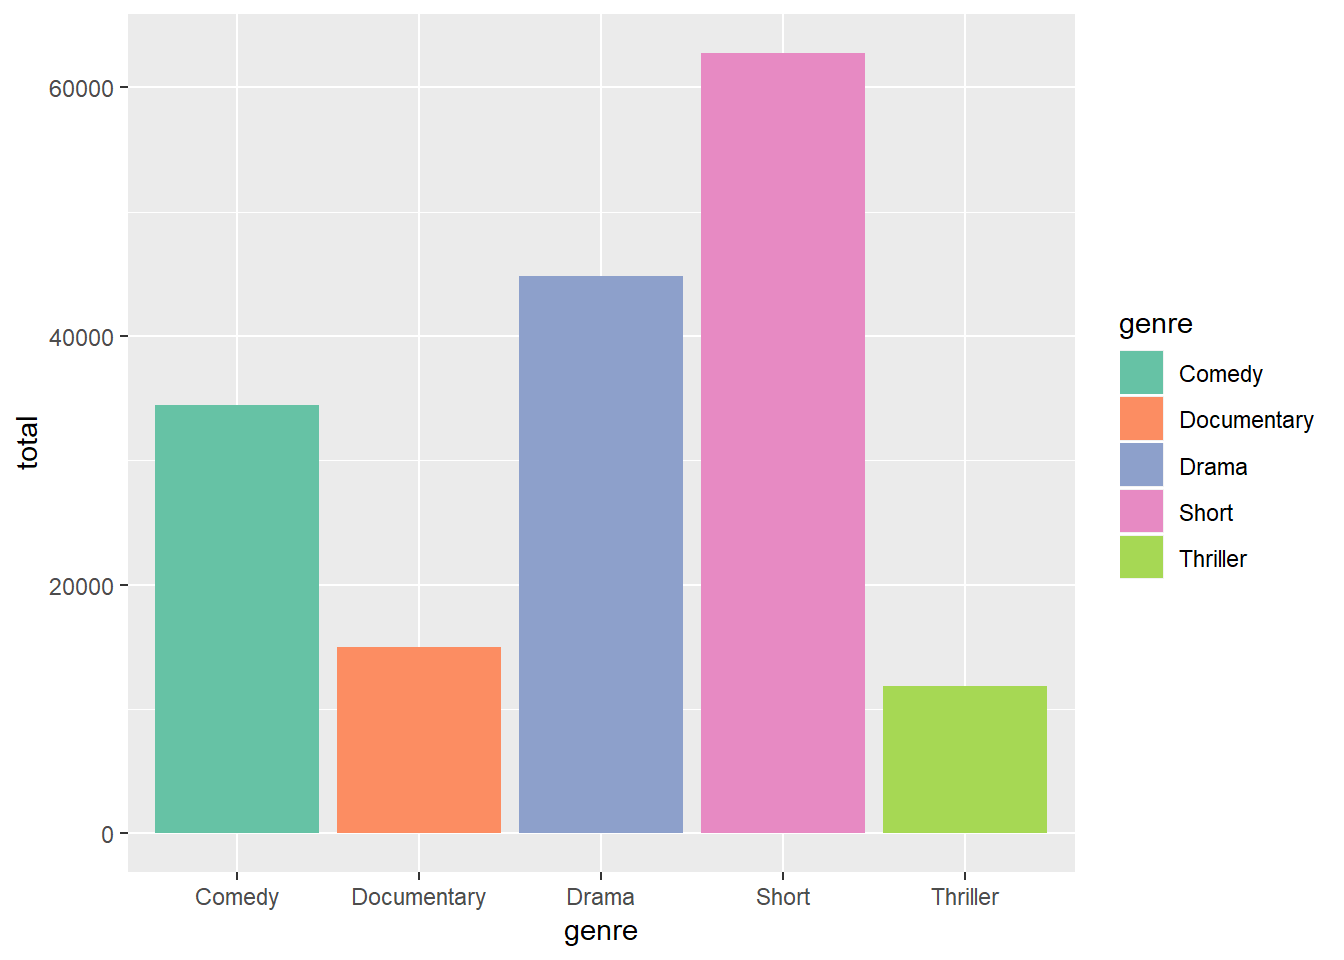 total
60000
40000
20000
0
Comedy
Documentary
Drama
Short
Thriller
genre
genre
Comedy
Documentary
Drama
Short
Thriller